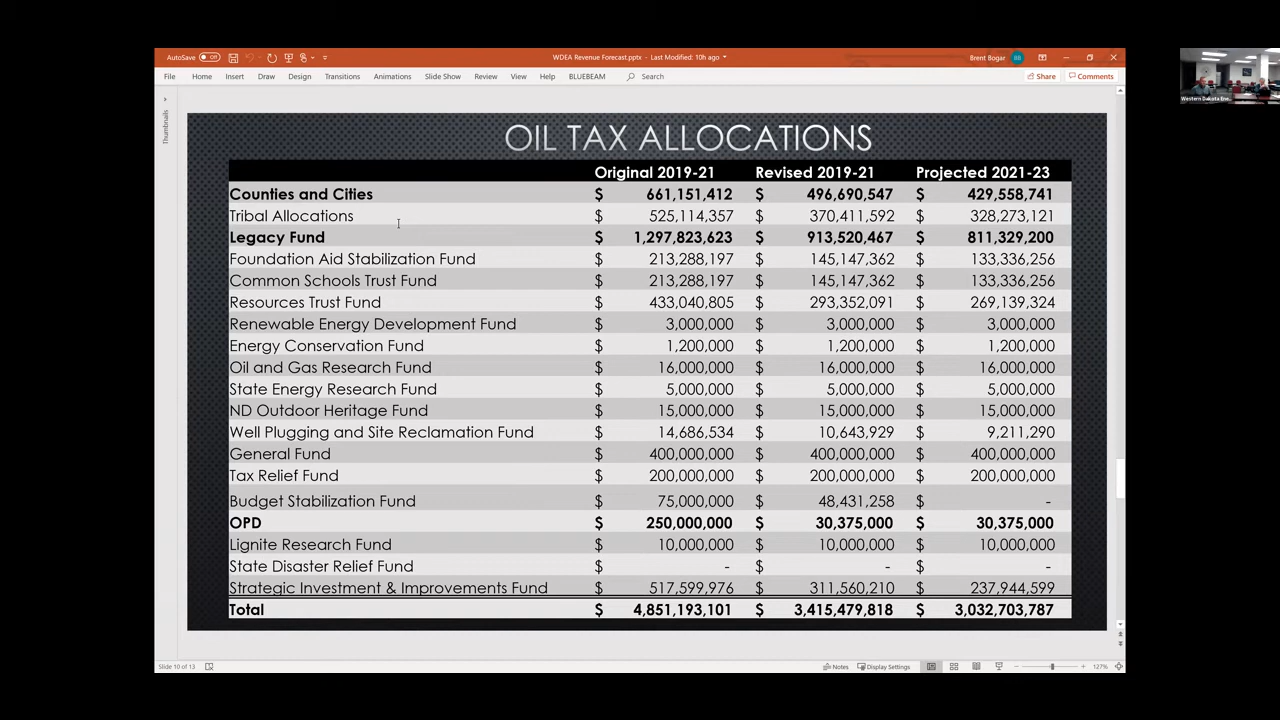 AutoSave Off
WDEA Revenue Forecast.pptx - Last Modified: 10h ago
Brent Bogar BB
File Home Insert Draw Design Transitions Animations Slide Show Review View Help BLUEBEAM Search Share Comments
Thumbnails
Western Dakota Ene...
OIL TAX ALLOCATIONS
Original 2019-21 Revised 2019-21 Projected 2021-23
Counties and Cities $ 661,151,412 $ 496,690,547 $ 429,558,741
Tribal Allocations $ 525,114,357 $ 370,411,592 $ 328,273,121
Legacy Fund $ 1,297,823,623 $ 913,520,467 $ 811,329,200
Foundation Aid Stabilization Fund $ 213,288,197 $ 145,147,362 $ 133,336,256
Common Schools Trust Fund $ 213,288,197 $ 145,147,362 $ 133,336,256
Resources Trust Fund $ 433,040,805 $ 293,352,091 $ 269,139,324
Renewable Energy Development Fund $ 3,000,000 $ 3,000,000 $ 3,000,000
Energy Conservation Fund $ 1,200,000 $ 1,200,000 $ 1,200,000
Oil and Gas Research Fund $ 16,000,000 $ 16,000,000 $ 16,000,000
State Energy Research Fund $ 5,000,000 $ 5,000,000 $ 5,000,000
ND Outdoor Heritage Fund $ 15,000,000 $ 15,000,000 $ 15,000,000
Well Plugging and Site Reclamation Fund $ 14,686,534 $ 10,643,929 $ 9,211,290
General Fund $ 400,000,000 $ 400,000,000 $ 400,000,000
Tax Relief Fund $ 200,000,000 $ 200,000,000 $ 200,000,000
Budget Stabilization Fund $ 75,000,000 $ 48,431,258 $ -
OPD $ 250,000,000 $ 30,375,000 $ 30,375,000
Lignite Research Fund $ 10,000,000 $ 10,000,000 $ 10,000,000
State Disaster Relief Fund $ - $ - $ -
Strategic Investment & Improvements Fund $ 517,599,976 $ 311,560,210 $ 237,944,599
Total $ 4,851,193,101 $ 3,415,479,818 $ 3,032,703,787
Slide 10 of 13 Notes Display Settings 127%